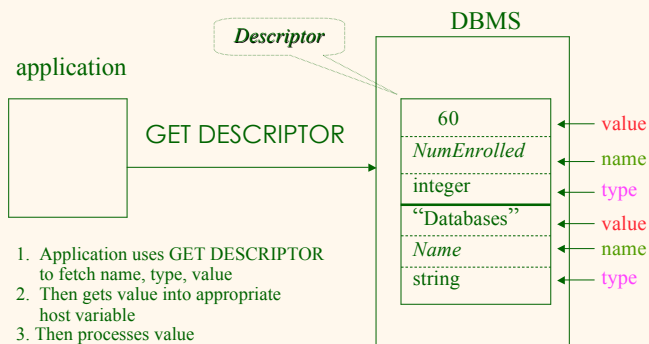 DBMS
Descriptor
application
GET DESCRIPTOR
60
value
NumEnrolled
name
integer
type
“Databases”
value
Name
name
string
type
1. Application uses GET DESCRIPTOR
to fetch name, type, value
2. Then gets value into appropriate
host variable
3. Then processes value